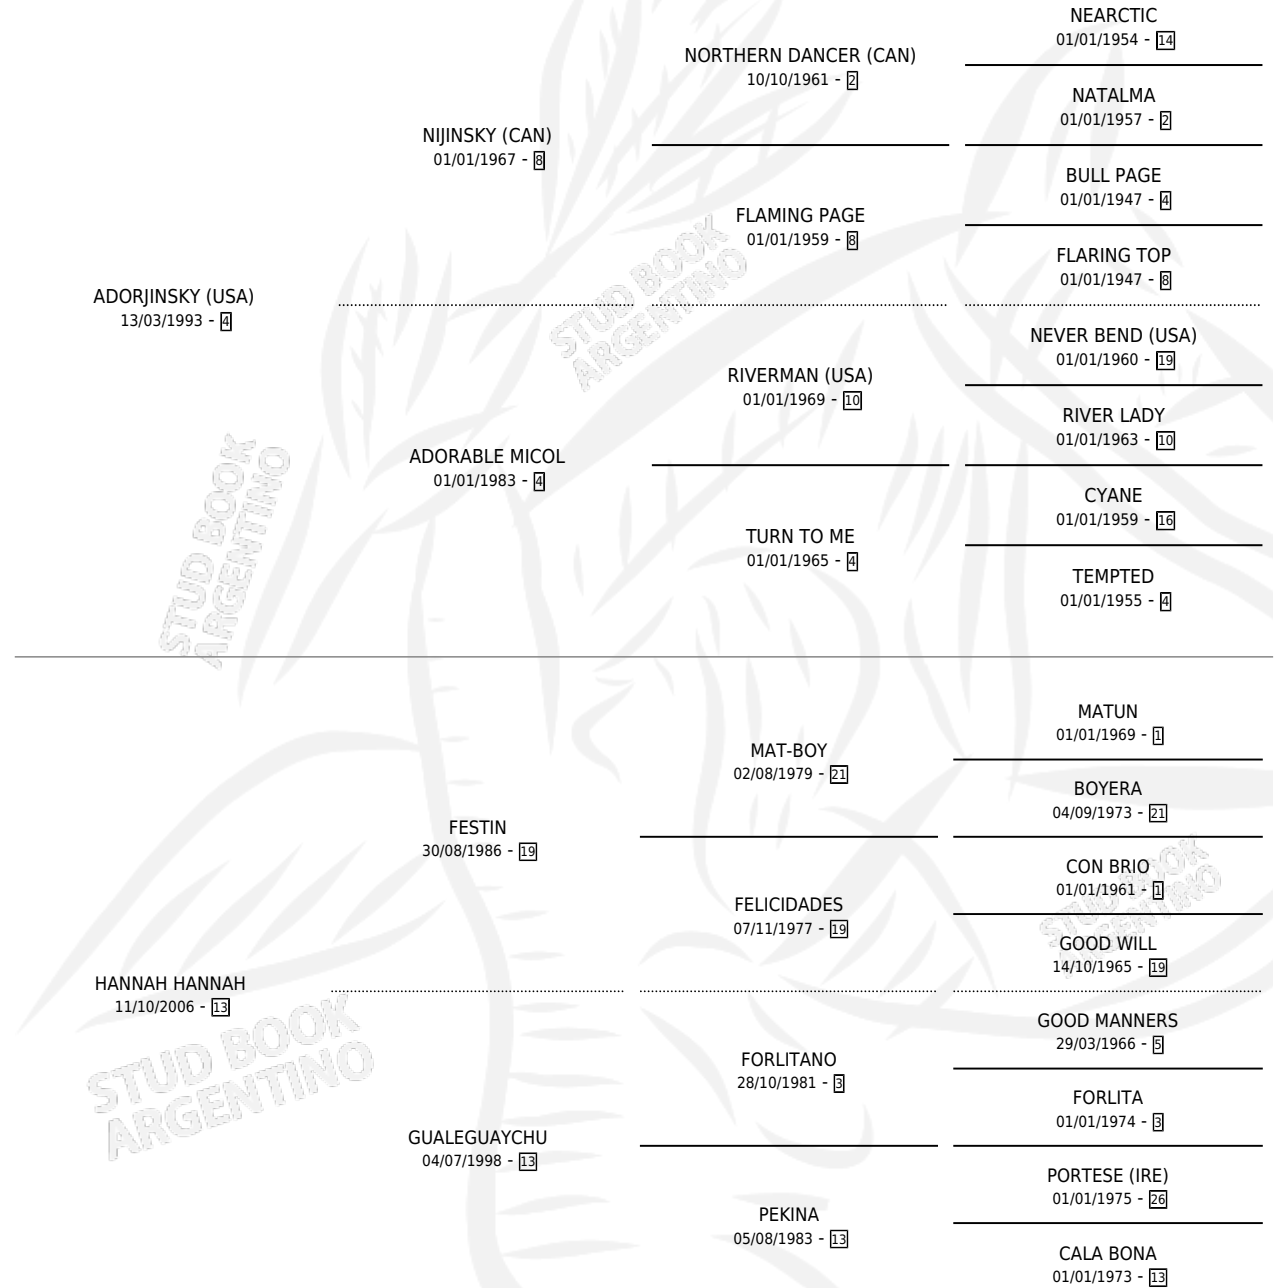 NEARCTIC
01/01/1954 - 14
NORTHERN DANCER (CAN)
10/10/1961 - 2
NATALMA
01/01/1957 - 2
NIJINSKY (CAN)
01/01/1967 - 8
BULL PAGE
01/01/1947 - 4
FLAMING PAGE
01/01/1959 - 8
FLARING TOP
01/01/1947 - 8
ADORJINSKY (USA)
13/03/1993 - 4
STUD BOOK
ARGENTINO
NEVER BEND (USA)
01/01/1960 - 19
RIVERMAN (USA)
01/01/1969 - 10
RIVER LADY
01/01/1963 - 10
ADORABLE MICOL
01/01/1983 - 4
CYANE
01/01/1959 - 16
TURN TO ME
01/01/1965 - 4
TEMPTED
01/01/1955 - 4
STUD BOOK
ARGENTINO
MATUN
01/01/1969 - 1
MAT-BOY
02/08/1979 - 21
BOYERA
04/09/1973 - 21
FESTIN
30/08/1986 - 19
CON BRIO
01/01/1961 - 1
FELICIDADES
07/11/1977 - 19
GOOD WILL
14/10/1965 - 19
STUD BOOK
ARGENTINO
HANNAH HANNAH
11/10/2006 - 13
GOOD MANNERS
29/03/1966 - 5
FORLITANO
28/10/1981 - 3
FORLITA
01/01/1974 - 3
STUD BOOK
ARGENTINO
GUALEGUAYCHU
04/07/1998 - 13
PORTESE (IRE)
01/01/1975 - 26
PEKINA
05/08/1983 - 13
CALA BONA
01/01/1973 - 13